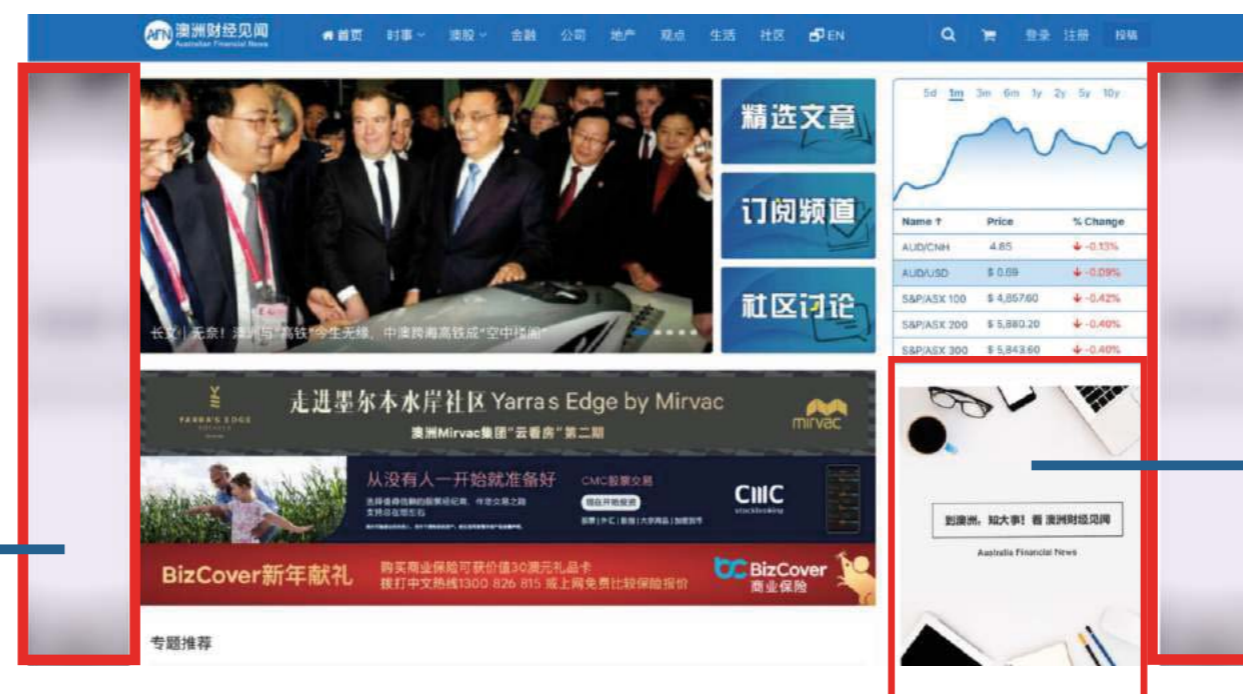 AFN 澳洲财经见闻
Australian Financial News
首页 时事 澳股 金融 公司 地产 观点 生活 社区 EN 登录 注册 投稿
长文｜无奈！澳洲与“高铁”今生无缘，中澳跨海高铁成“空中楼阁”
精选文章
订阅频道
社区讨论
5d 1m 3m 6m 1y 2y 5y 10y
Name ↑ Price % Change
AUD/CNH 4.85 -0.13%
AUD/USD $ 0.69 -0.09%
S&P/ASX 100 $ 4,857.60 -0.42%
S&P/ASX 200 $ 5,880.20 -0.40%
S&P/ASX 300 $ 5,843.60 -0.40%
YARRA'S EDGE
走进墨尔本水岸社区 Yarra s Edge by Mirvac
澳洲Mirvac集团“云看房”第二期
mirvac
从没有人一开始就准备好
支持总在您左右
CMC股票交易
现在开始投资
CMC
stockbroking
BizCover新年献礼
购买商业保险可获价值30澳元礼品卡
拨打中文热线1300 826 815 或上网免费比较保险报价
BizCover
商业保险
到澳洲，知大事！看 澳洲财经见闻
Australia Financial News
专题推荐